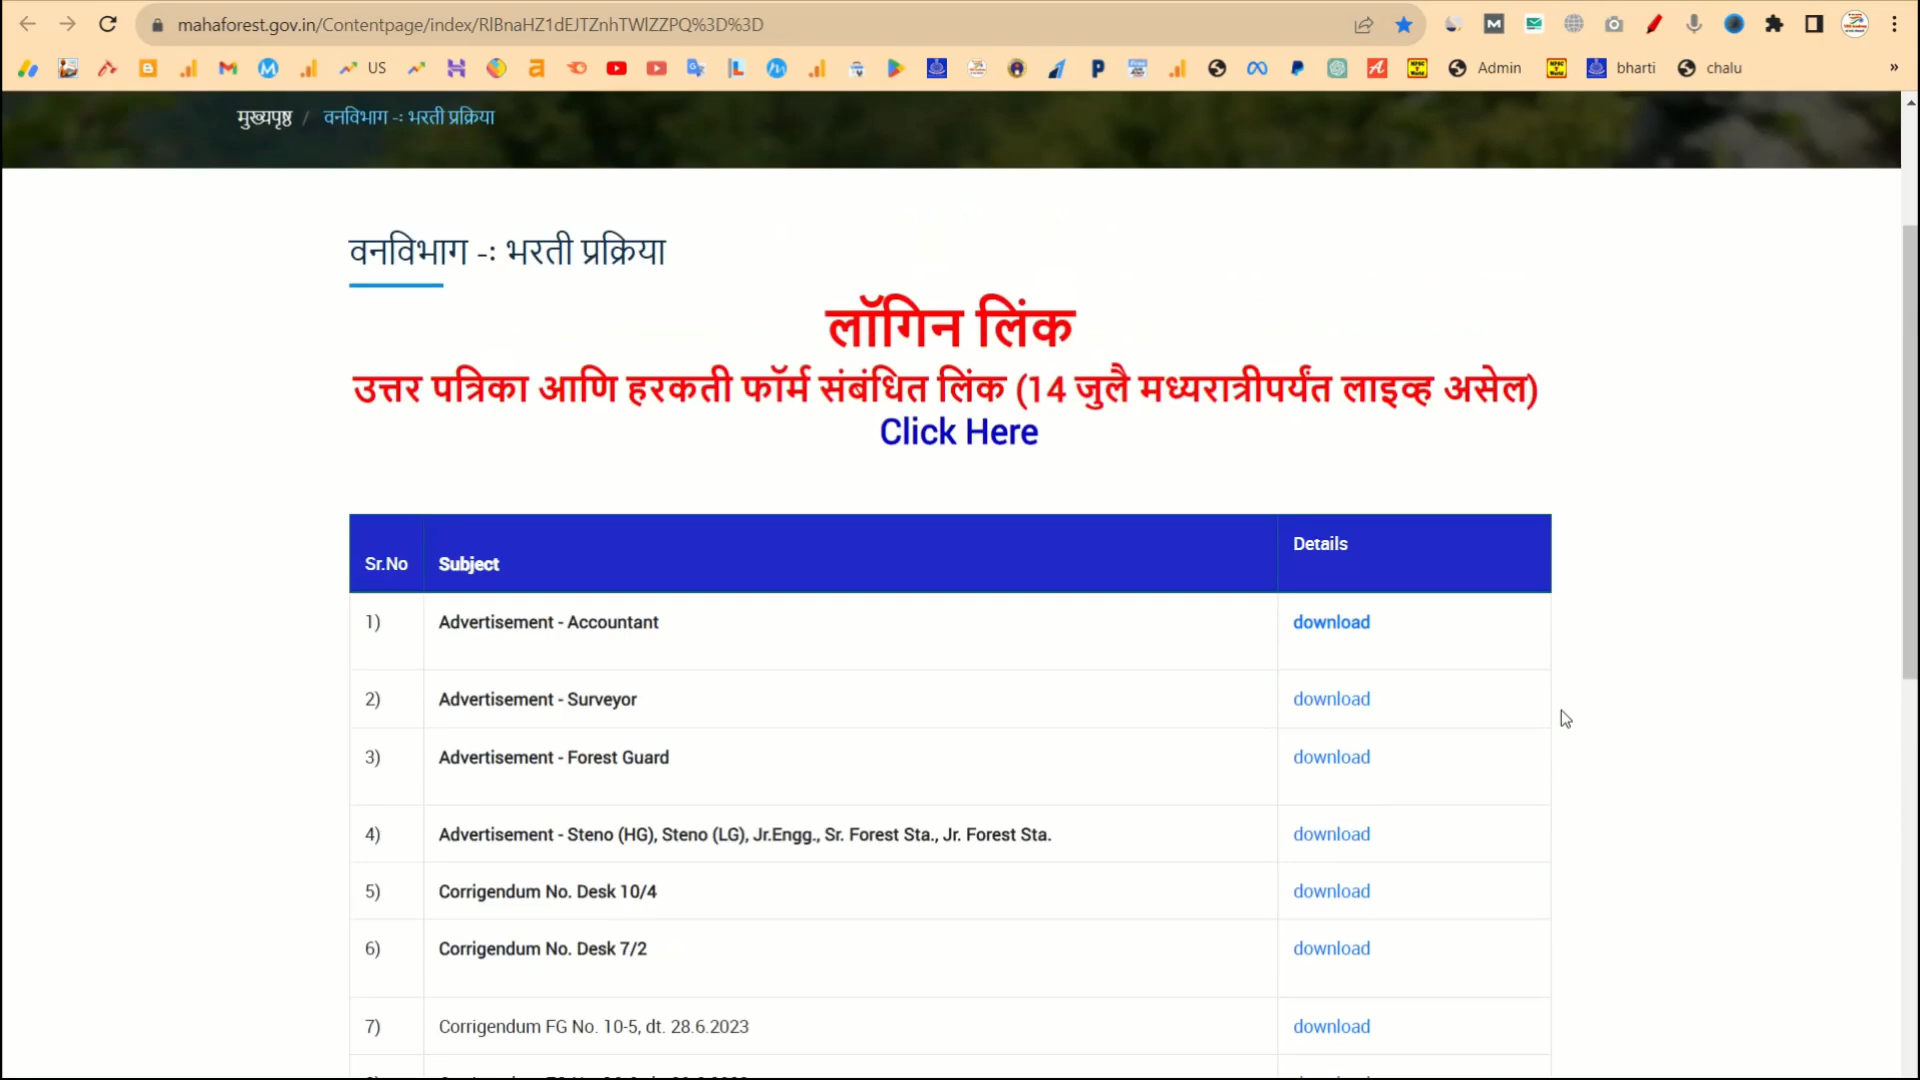 mahaforest.gov.in/Contentpage/index/RlBnaHZ1dEJTZnhTWlZZPQ%3D%3D
US Admin bharti chalu »
मुख्यपृष्ठ / वनविभाग -: भरती प्रक्रिया
वनविभाग -: भरती प्रक्रिया
लॉगिन लिंक
उत्तर पत्रिका आणि हरकती फॉर्म संबंधित लिंक (14 जुलै मध्यरात्रीपर्यंत लाइव्ह असेल)
Click Here
Sr.No Subject Details
1) Advertisement - Accountant download
2) Advertisement - Surveyor download
3) Advertisement - Forest Guard download
4) Advertisement - Steno (HG), Steno (LG), Jr.Engg., Sr. Forest Sta., Jr. Forest Sta. download
5) Corrigendum No. Desk 10/4 download
6) Corrigendum No. Desk 7/2 download
7) Corrigendum FG No. 10-5, dt. 28.6.2023 download